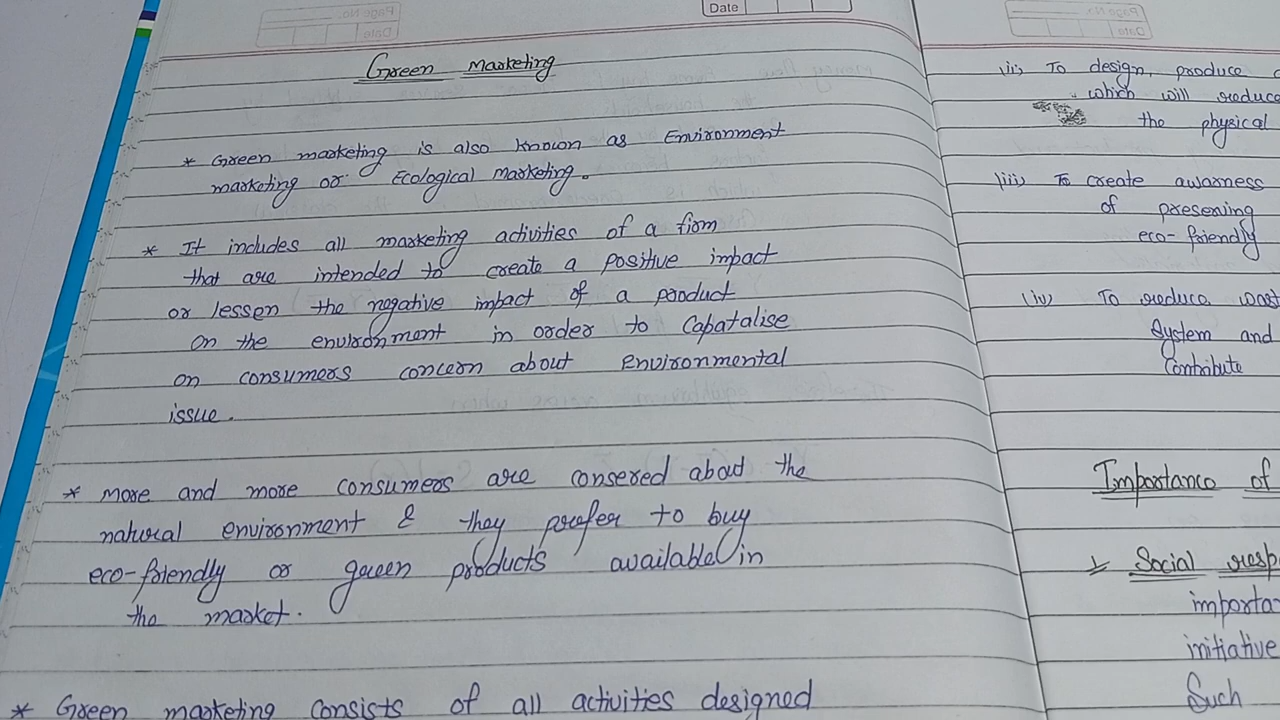 Date
Green Marketing
* Green marketing is also known as Environment
marketing or Ecological Marketing.
* It includes all marketing activities of a firm
that are intended to create a positive impact
or lessen the negative impact of a product
on the environment in order to Capatalise
on consumers concern about environmental
issue.
* More and more consumers are consered about the
natural environment & they prefer to buy
eco-friendly or green products available in
the market.
* Green marketing consists of all activities designed
Page No.
Date
(ii) To design, produce
which will reduce
the physical
(iii) To create awarness
of presening
eco-friendly
(iv) To reduce wast
System and
Contribute
Importance of
1 Social resp
importa
initiative
Such